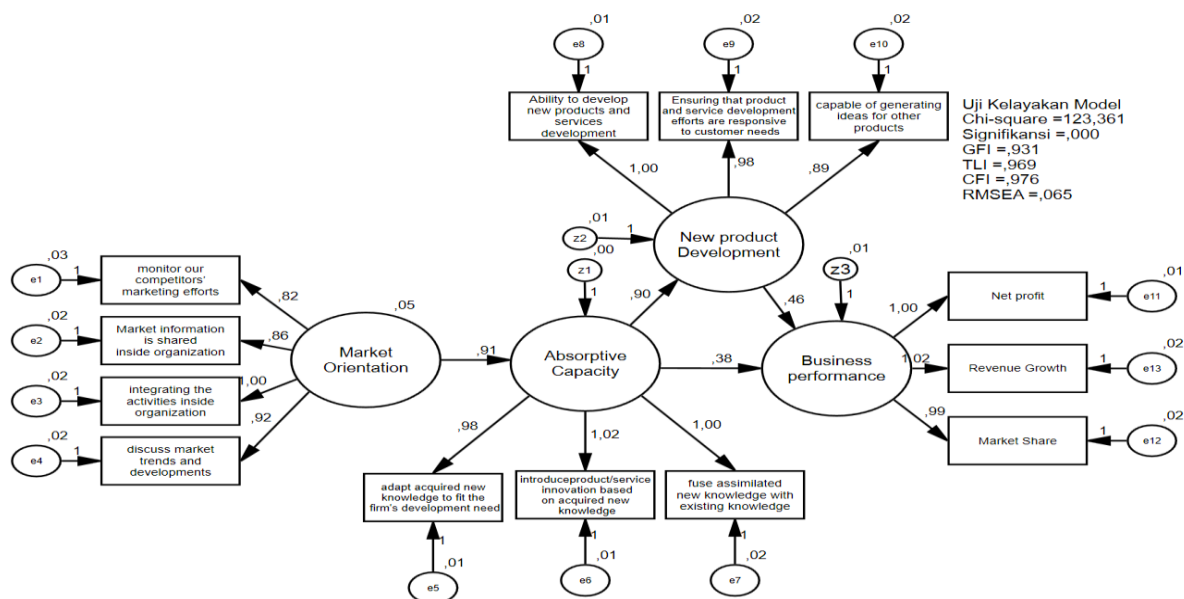 ,01
e8
1
,02
e9
1
,02
e10
1
Ability to develop
new products and
services
development
Ensuring that product
and service development
efforts are responsive
to customer needs
capable of generating
ideas for other
products
Uji Kelayakan Model
Chi-square =123,361
Signifikansi =,000
GFI =,931
TLI =,969
CFI =,976
RMSEA =,065
1,00
,98
,89
,01
z2
1
New product
Development
,00
z1
1
,01
z3
1
,90
,46
,03
e1
1
monitor our
competitors'
marketing efforts
,82
,02
e2
1
Market information
is shared
inside organization
,86
,02
e3
1
integrating the
activities inside
organization
1,00
,02
e4
1
discuss market
trends and
developments
,92
,05
Market
Orientation
,91
Absorptive
Capacity
,38
Business
performance
1,00
Net profit
1
,01
e11
1,02
Revenue Growth
1
,02
e13
,99
Market Share
1
,02
e12
,98
1,02
1,00
adapt acquired new
knowledge to fit the
firm's development need
introduceproduct/service
innovation based
on acquired new
knowledge
fuse assimilated
new knowledge with
existing knowledge
1
,01
e5
1
,01
e6
1
,02
e7